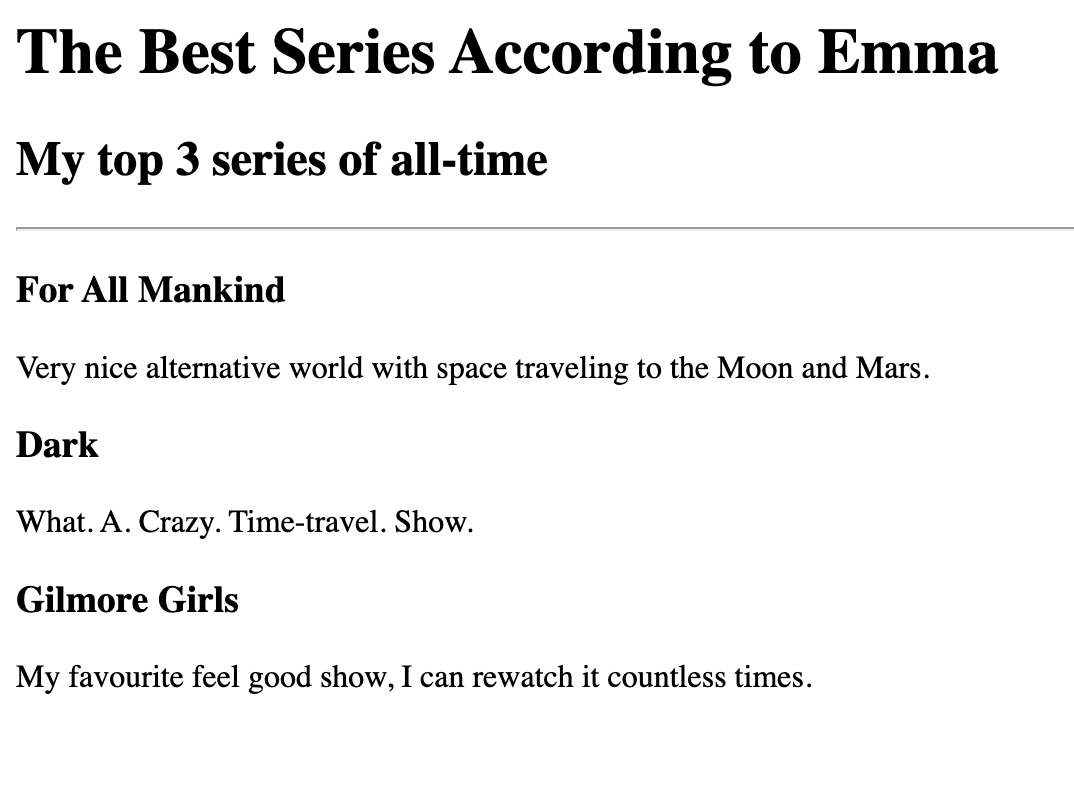 The Best Series According to Emma
My top 3 series of all-time
For All Mankind
Very nice alternative world with space traveling to the Moon and Mars.
Dark
What. A. Crazy. Time-travel. Show.
Gilmore Girls
My favourite feel good show, I can rewatch it countless times.